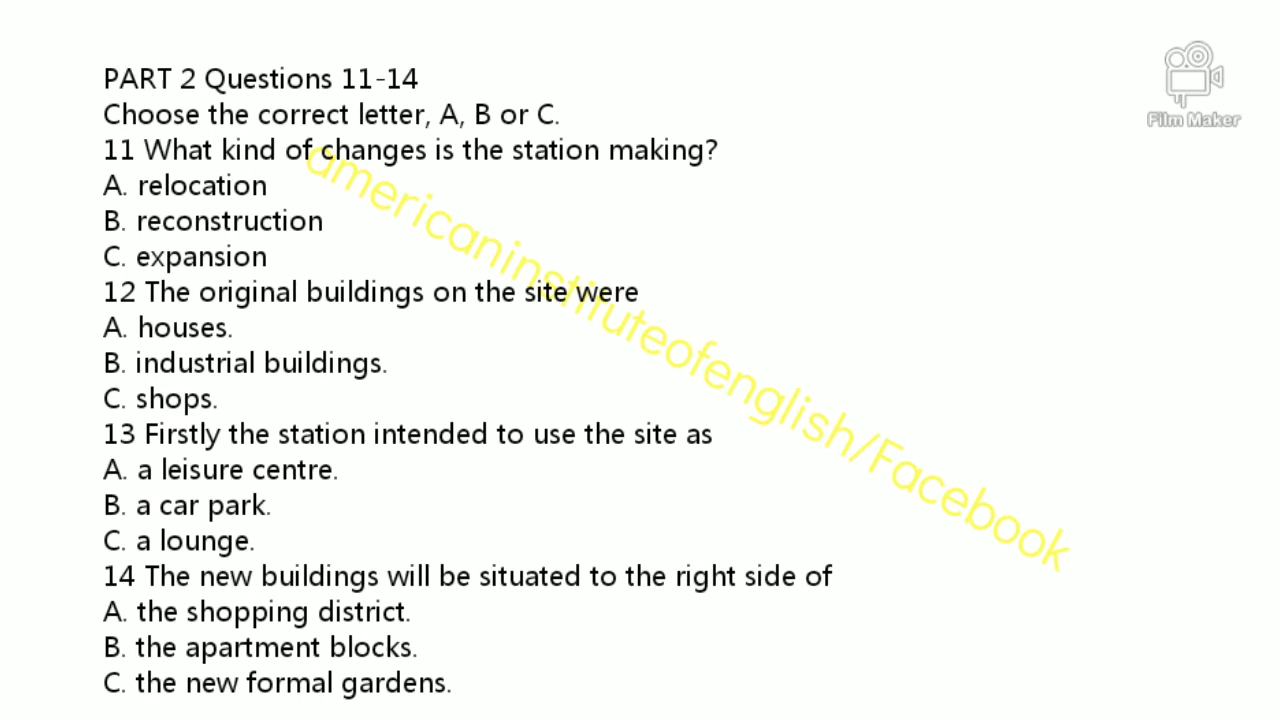 PART 2 Questions 11-14
Choose the correct letter, A, B or C.
11 What kind of changes is the station making?
A. relocation
B. reconstruction
C. expansion
12 The original buildings on the site were
A. houses.
B. industrial buildings.
C. shops.
13 Firstly the station intended to use the site as
A. a leisure centre.
B. a car park.
C. a lounge.
14 The new buildings will be situated to the right side of
A. the shopping district.
B. the apartment blocks.
C. the new formal gardens.
americaninstituteofenglish/Facebook
Film Maker